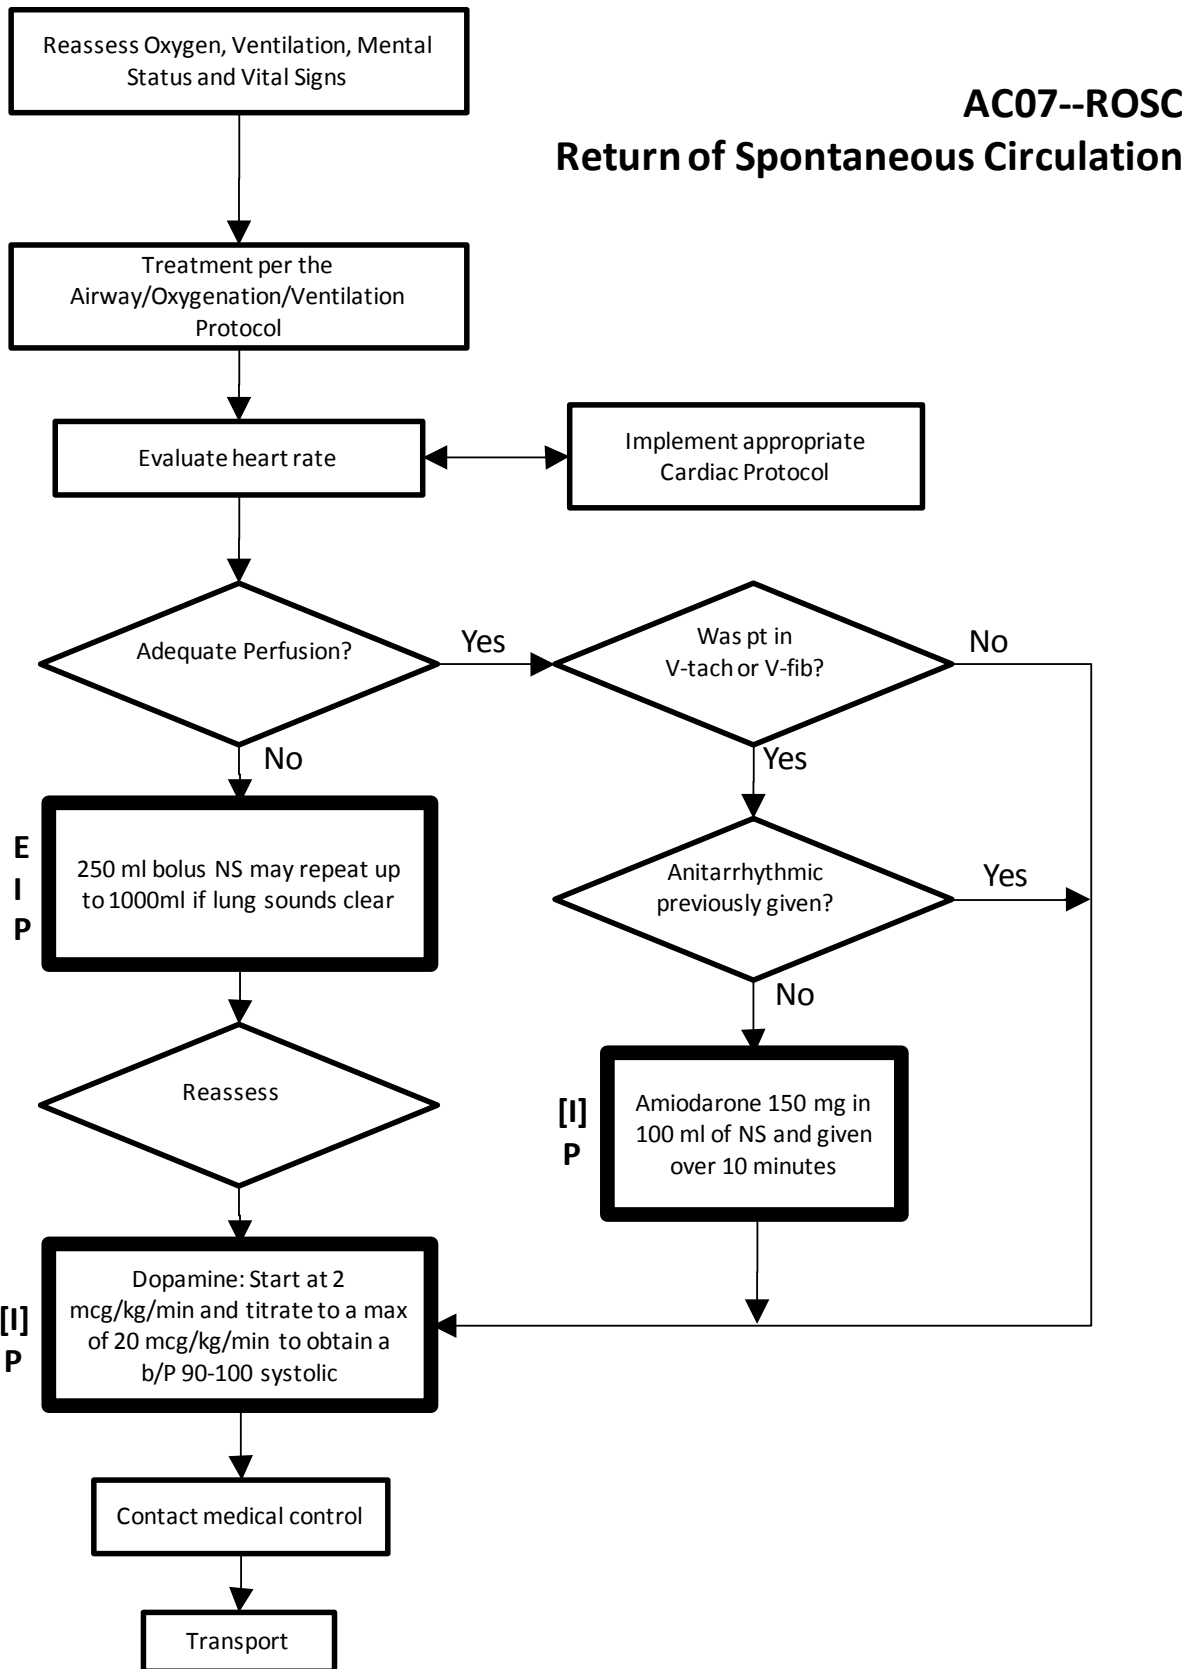 AC07--ROSC
Return of Spontaneous Circulation
Reassess Oxygen, Ventilation, Mental
Status and Vital Signs
Treatment per the
Airway/Oxygenation/Ventilation
Protocol
Evaluate heart rate
Implement appropriate
Cardiac Protocol
Adequate Perfusion?
Yes
No
Was pt in
V-tach or V-fib?
No
Yes
E
I
P
250 ml bolus NS may repeat up
to 1000ml if lung sounds clear
Anitarrhythmic
previously given?
Yes
No
Reassess
[I]
P
Amiodarone 150 mg in
100 ml of NS and given
over 10 minutes
[I]
P
Dopamine: Start at 2
mcg/kg/min and titrate to a max
of 20 mcg/kg/min to obtain a
b/P 90-100 systolic
Contact medical control
Transport